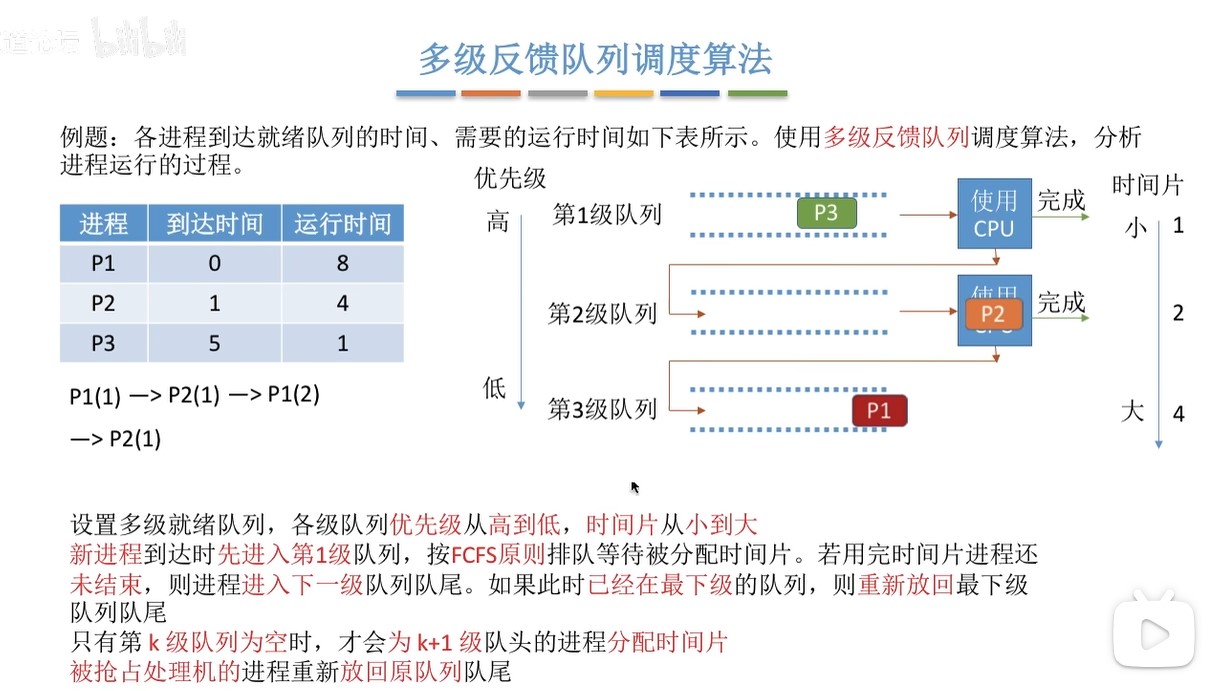 bilibili
多级反馈队列调度算法
例题：各进程到达就绪队列的时间、需要的运行时间如下表所示。使用多级反馈队列调度算法，分析
进程运行的过程。
进程 到达时间 运行时间
P1 0 8
P2 1 4
P3 5 1
P1(1) —> P2(1) —> P1(2)
—> P2(1)
优先级
高
低
第1级队列
P3
使用
CPU
完成
第2级队列
P2
完成
第3级队列
P1
时间片
小 1
2
大 4
设置多级就绪队列，各级队列优先级从高到低，时间片从小到大
新进程到达时先进入第1级队列，按FCFS原则排队等待被分配时间片。若用完时间片进程还
未结束，则进程进入下一级队列队尾。如果此时已经在最下级的队列，则重新放回最下级
队列队尾
只有第 k 级队列为空时，才会为 k+1 级队头的进程分配时间片
被抢占处理机的进程重新放回原队列队尾